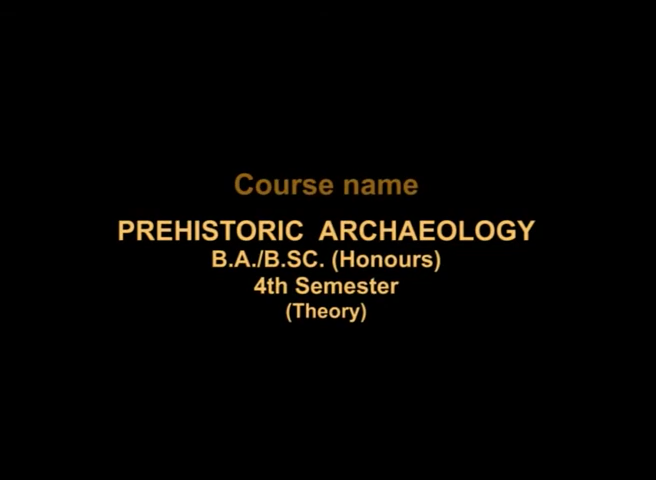 Course name
PREHISTORIC ARCHAEOLOGY
B.A./B.SC. (Honours)
4th Semester
(Theory)